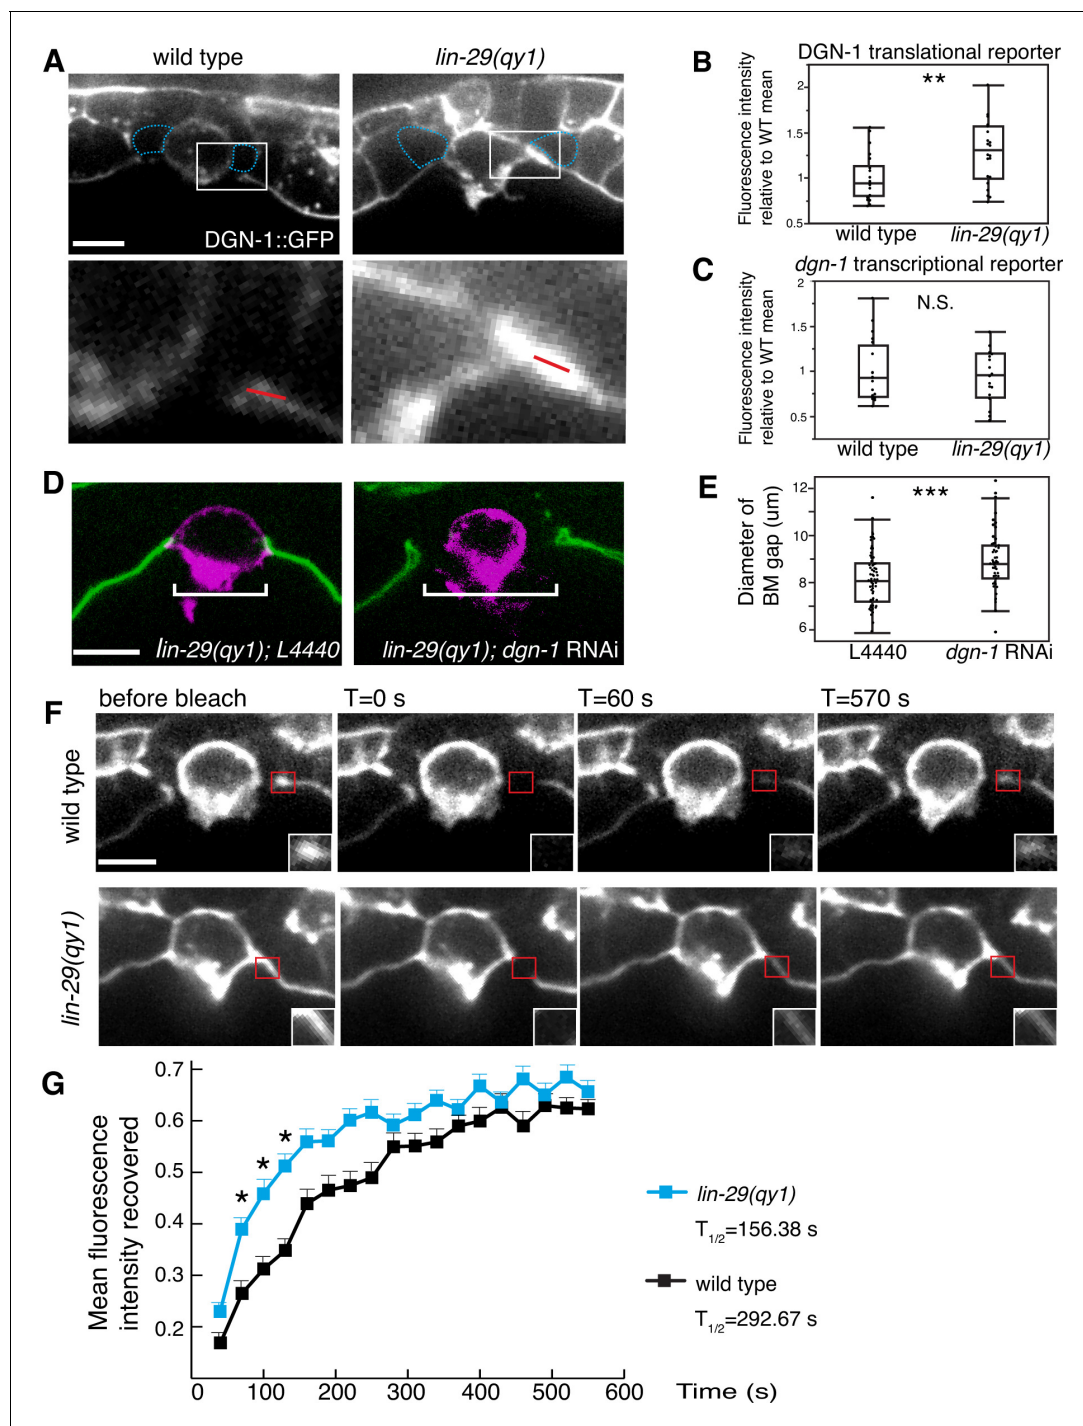 A
wild type
lin-29(qy1)
DGN-1::GFP
B
DGN-1 translational reporter
Fluorescence intensity
relative to WT mean
2
1.5
1
0.5
**
wild type
lin-29(qy1)
C
dgn-1 transcriptional reporter
Fluorescence intensity
relative to WT mean
2
1.5
1
0.5
N.S.
wild type
lin-29(qy1)
D
lin-29(qy1); L4440
lin-29(qy1); dgn-1 RNAi
E
Diameter of
BM gap (um)
12
10
8
6
***
L4440
dgn-1 RNAi
F
before bleach
T=0 s
T=60 s
T=570 s
wild type
lin-29(qy1)
G
Mean fluorescence
intensity recovered
0.7
0.6
0.5
0.4
0.3
0.2
* * *
0 100 200 300 400 500 600
Time (s)
lin-29(qy1)
T1/2=156.38 s
wild type
T1/2=292.67 s